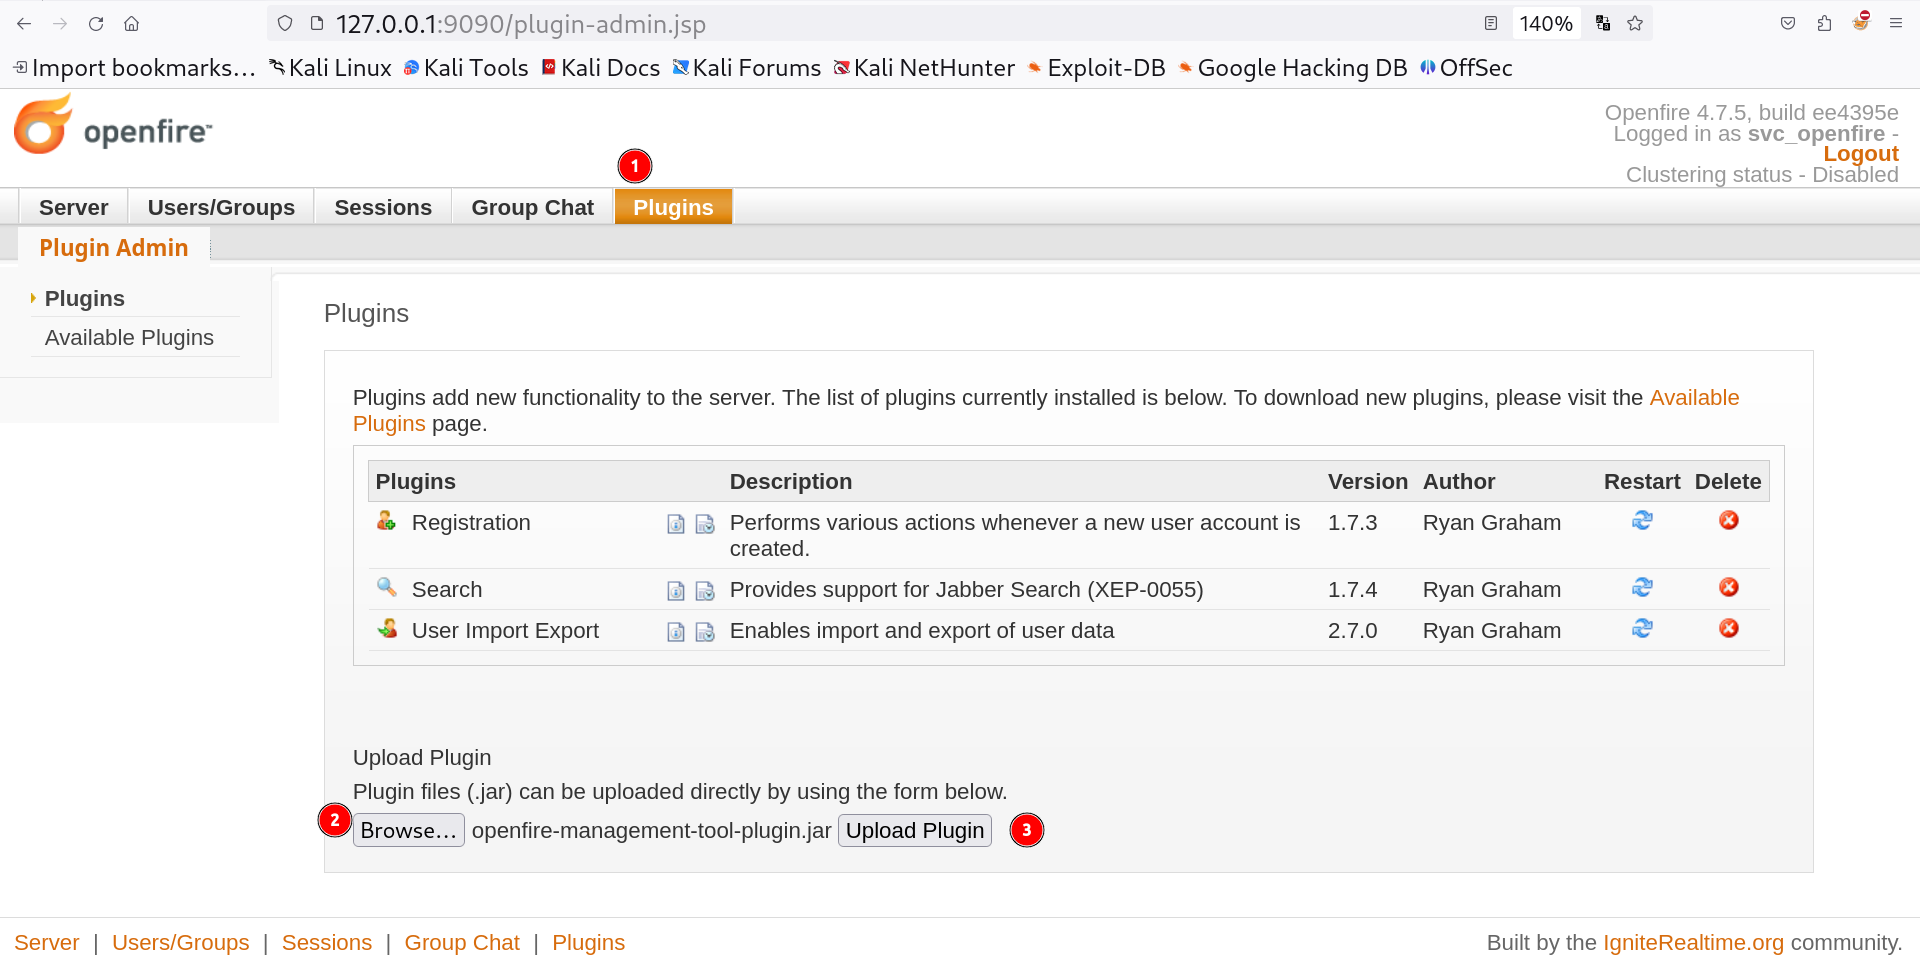 127.0.0.1:9090/plugin-admin.jsp 140%
Import bookmarks... Kali Linux Kali Tools Kali Docs Kali Forums Kali NetHunter Exploit-DB Google Hacking DB OffSec
openfire™
Openfire 4.7.5, build ee4395e
Logged in as svc_openfire -
Logout
Clustering status - Disabled
1
Server Users/Groups Sessions Group Chat Plugins
Plugin Admin
Plugins
Available Plugins
Plugins
Plugins add new functionality to the server. The list of plugins currently installed is below. To download new plugins, please visit the Available
Plugins page.
Plugins Description Version Author Restart Delete
Registration Performs various actions whenever a new user account is 1.7.3 Ryan Graham
created.
Search Provides support for Jabber Search (XEP-0055) 1.7.4 Ryan Graham
User Import Export Enables import and export of user data 2.7.0 Ryan Graham
Upload Plugin
Plugin files (.jar) can be uploaded directly by using the form below.
2 Browse... openfire-management-tool-plugin.jar Upload Plugin 3
Server | Users/Groups | Sessions | Group Chat | Plugins
Built by the IgniteRealtime.org community.